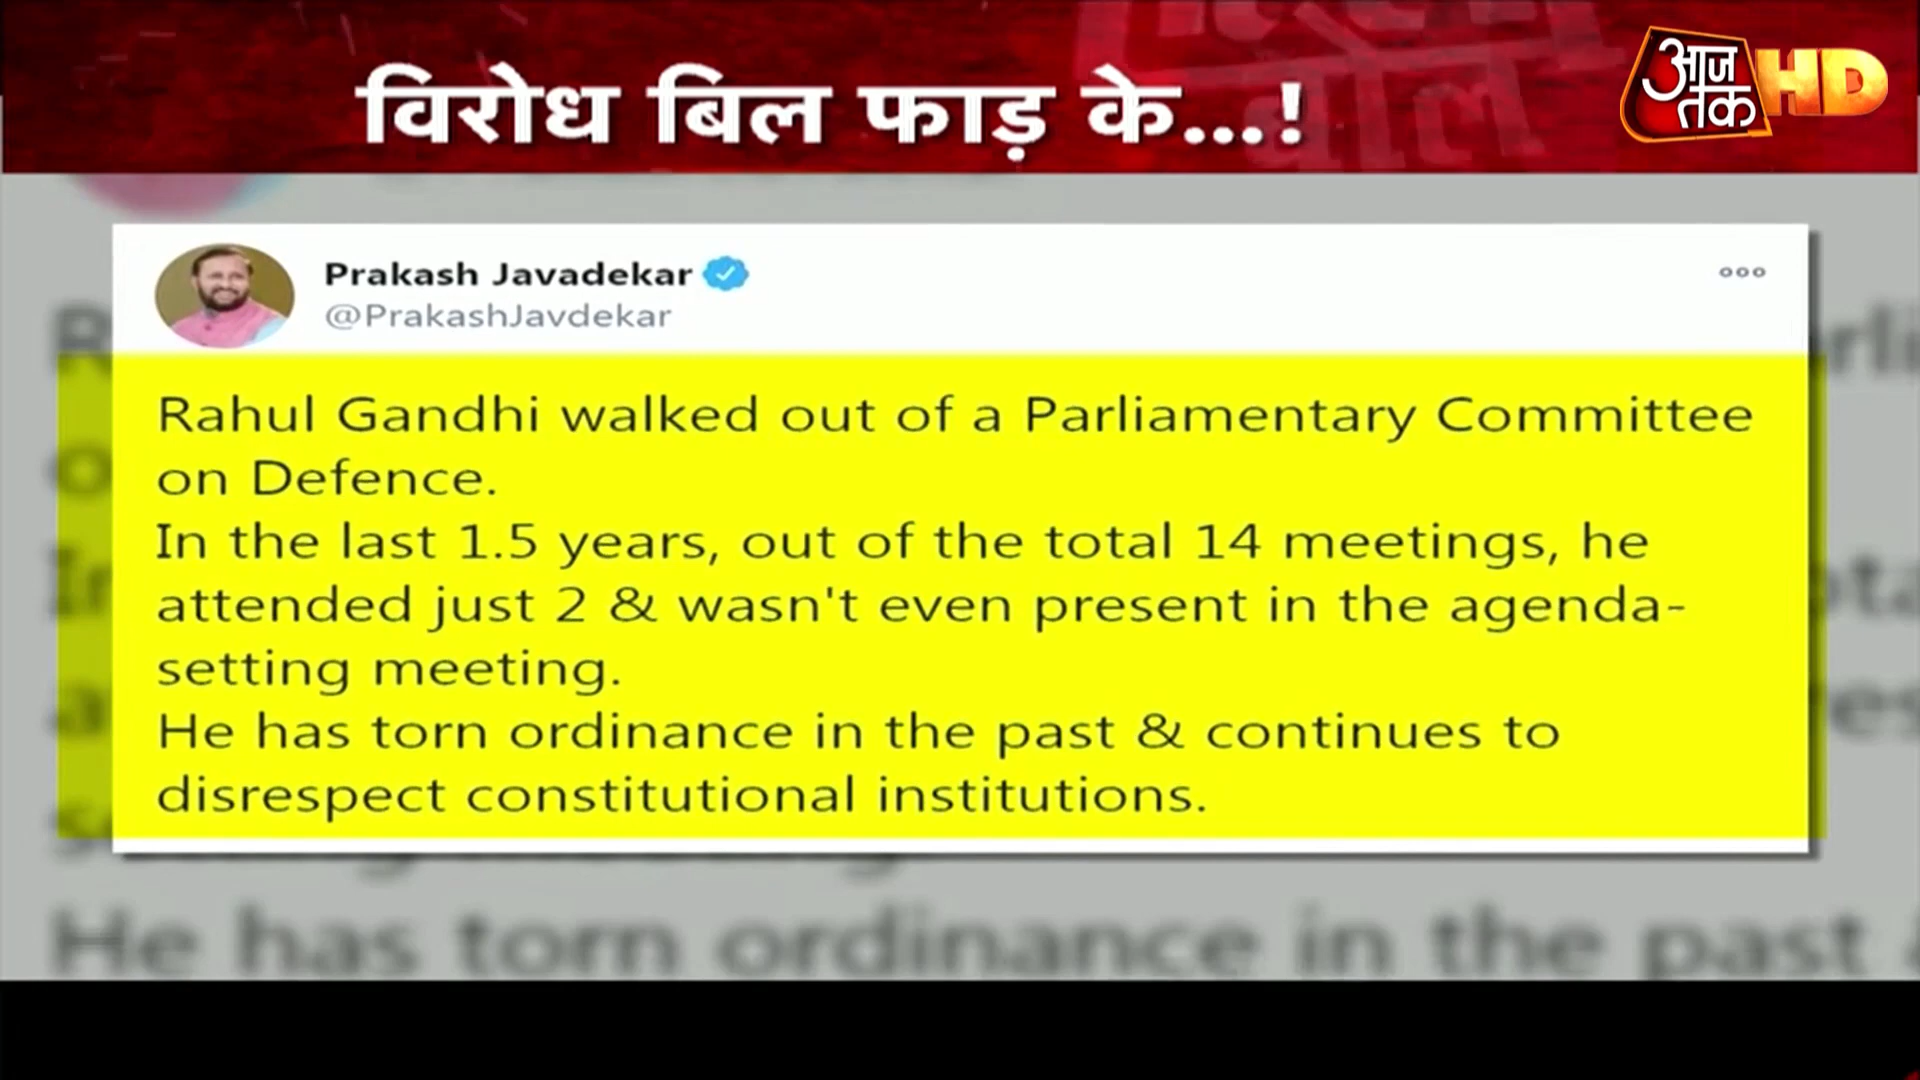 विरोध बिल फाड़ के...!
आज
तक
HD
Prakash Javadekar
@PrakashJavdekar
Rahul Gandhi walked out of a Parliamentary Committee
on Defence.
In the last 1.5 years, out of the total 14 meetings, he
attended just 2 & wasn't even present in the agenda-
setting meeting.
He has torn ordinance in the past & continues to
disrespect constitutional institutions.
He has torn ordinance in the past